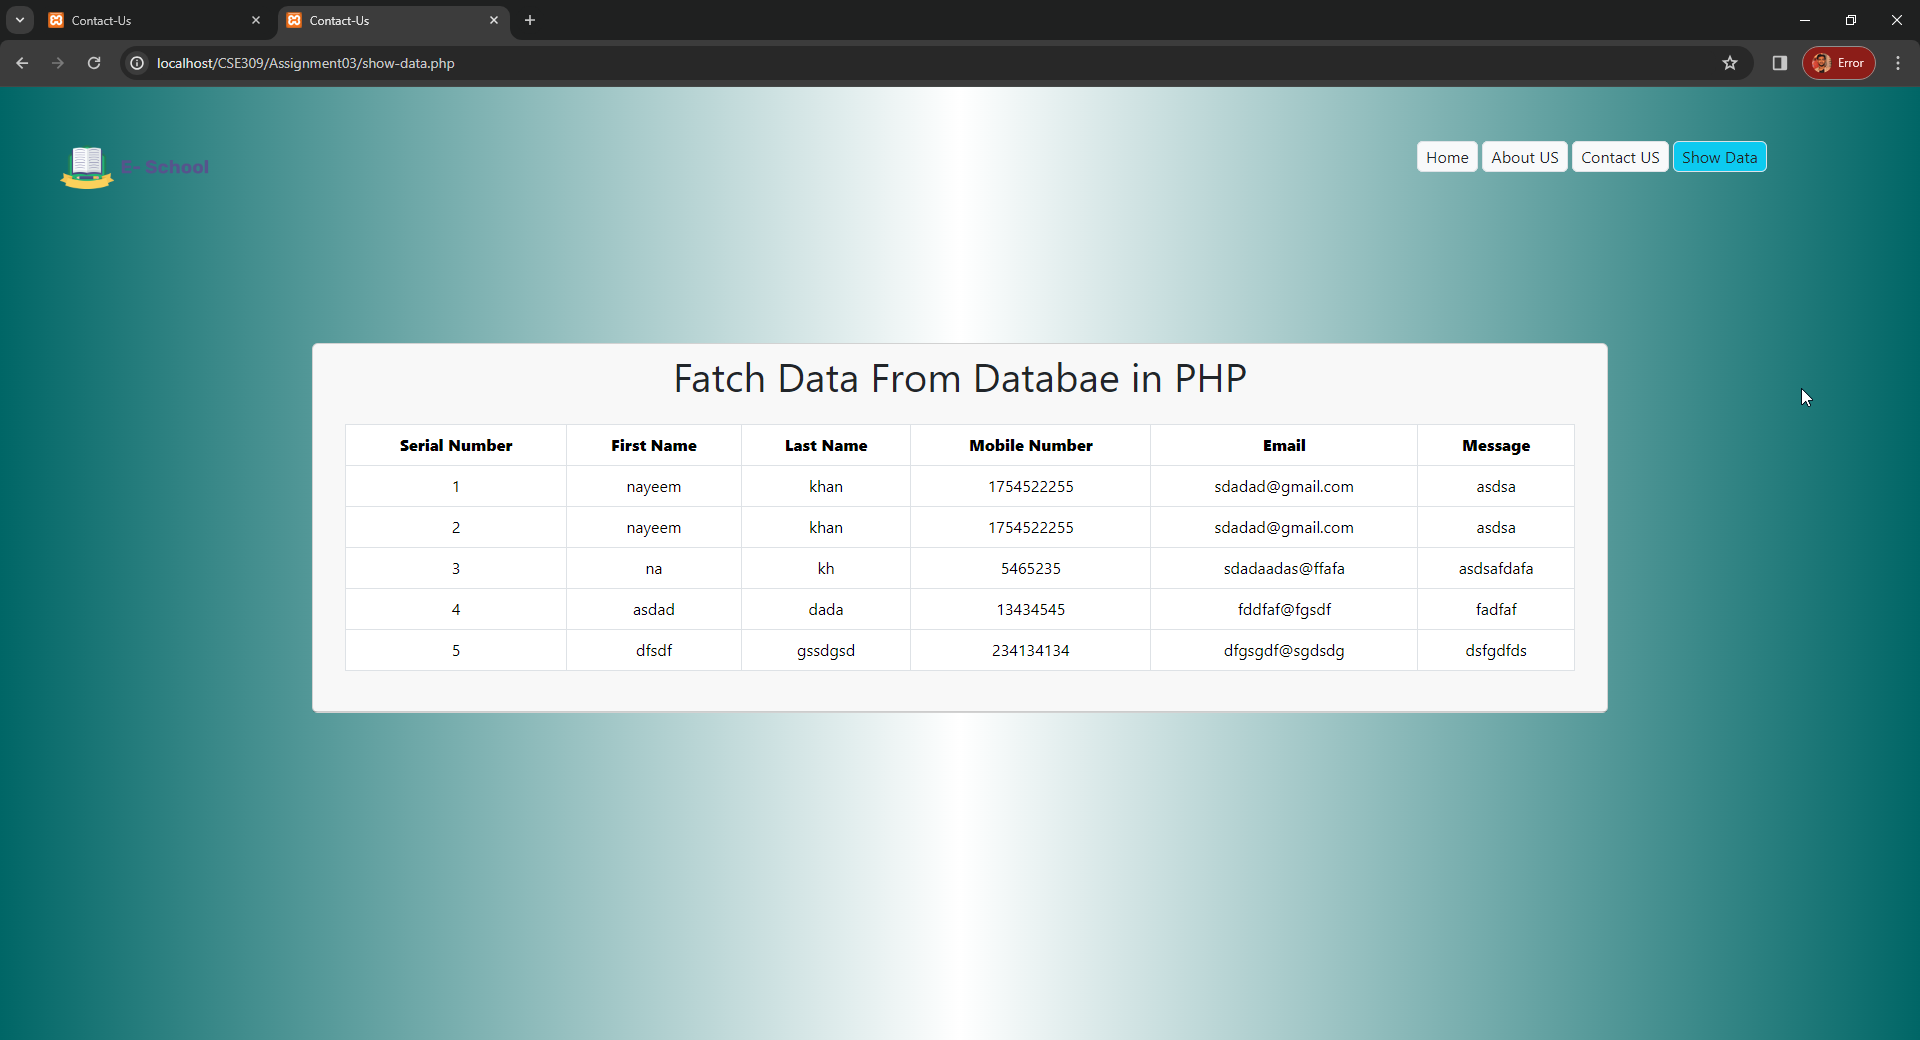 Contact-Us
Contact-Us
localhost/CSE309/Assignment03/show-data.php
Error
E- School
Home About US Contact US Show Data
Fatch Data From Databae in PHP
Serial Number First Name Last Name Mobile Number Email Message
1 nayeem khan 1754522255 sdadad@gmail.com asdsa
2 nayeem khan 1754522255 sdadad@gmail.com asdsa
3 na kh 5465235 sdadaadas@ffafa asdsafdafa
4 asdad dada 13434545 fddfaf@fgsdf fadfaf
5 dfsdf gssdgsd 234134134 dfgsgdf@sgdsdg dsfgdfds